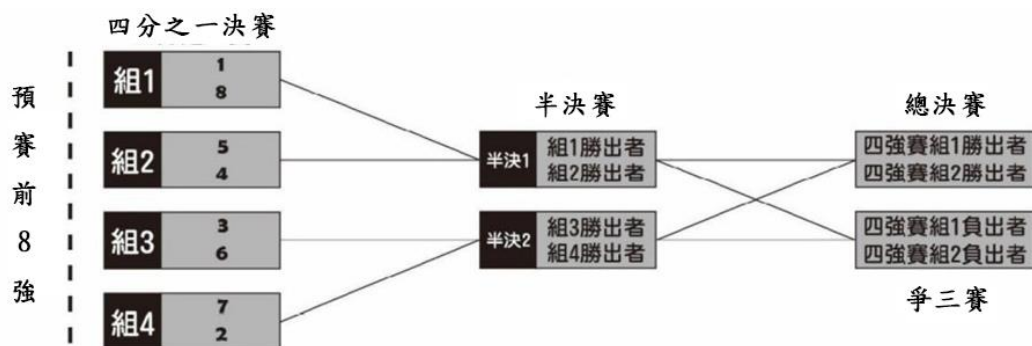 四分之一決賽
預賽前8強
組1
1
8
組2
5
4
組3
3
6
組4
7
2
半決賽
半決1
組1勝出者
組2勝出者
半決2
組3勝出者
組4勝出者
總決賽
四強賽組1勝出者
四強賽組2勝出者
四強賽組1負出者
四強賽組2負出者
爭三賽